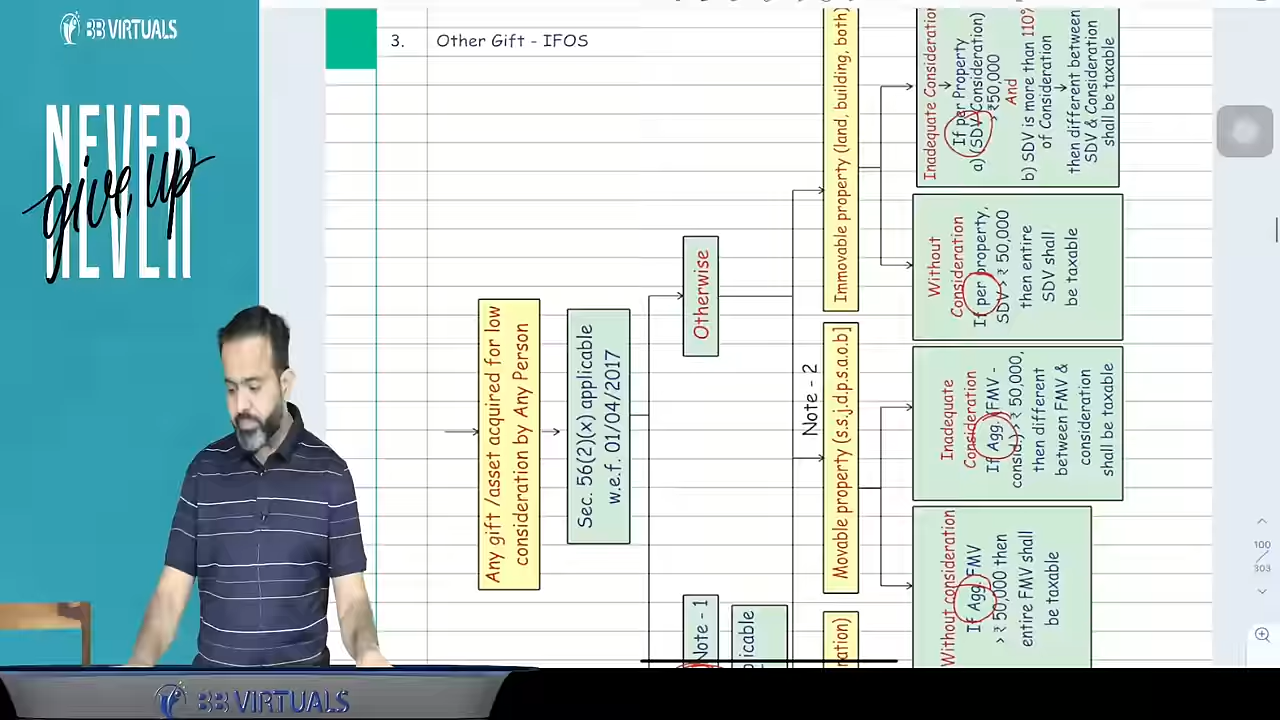 BB VIRTUALS
NEVER
give up
NEVER
3. Other Gift - IFOS
Any gift /asset acquired for low
consideration by Any Person
Sec. 56(2)(x) applicable
w.e.f. 01/04/2017
Note - 1
plicable
Otherwise
Note - 2
nation)
Movable property (s.s.j.d.p.s.a.o.b]
Immovable property (land, building, both)
Without consideration
If Agg. FMV
> ₹ 50,000 then
entire FMV shall
be taxable
Inadequate
Consideration
If Agg. (FMV -
consid.) > ₹ 50,000,
then different
between FMV &
consideration
shall be taxable
Without
Consideration
If per property,
SDV > ₹ 50,000
then entire
SDV shall
be taxable
Inadequate Consideration
If per Property
a) (SDV-Consideration)
> ₹50,000
And
b) SDV is more than 110%
of Consideration
then different between
SDV & Consideration
shall be taxable
100
303
BB VIRTUALS